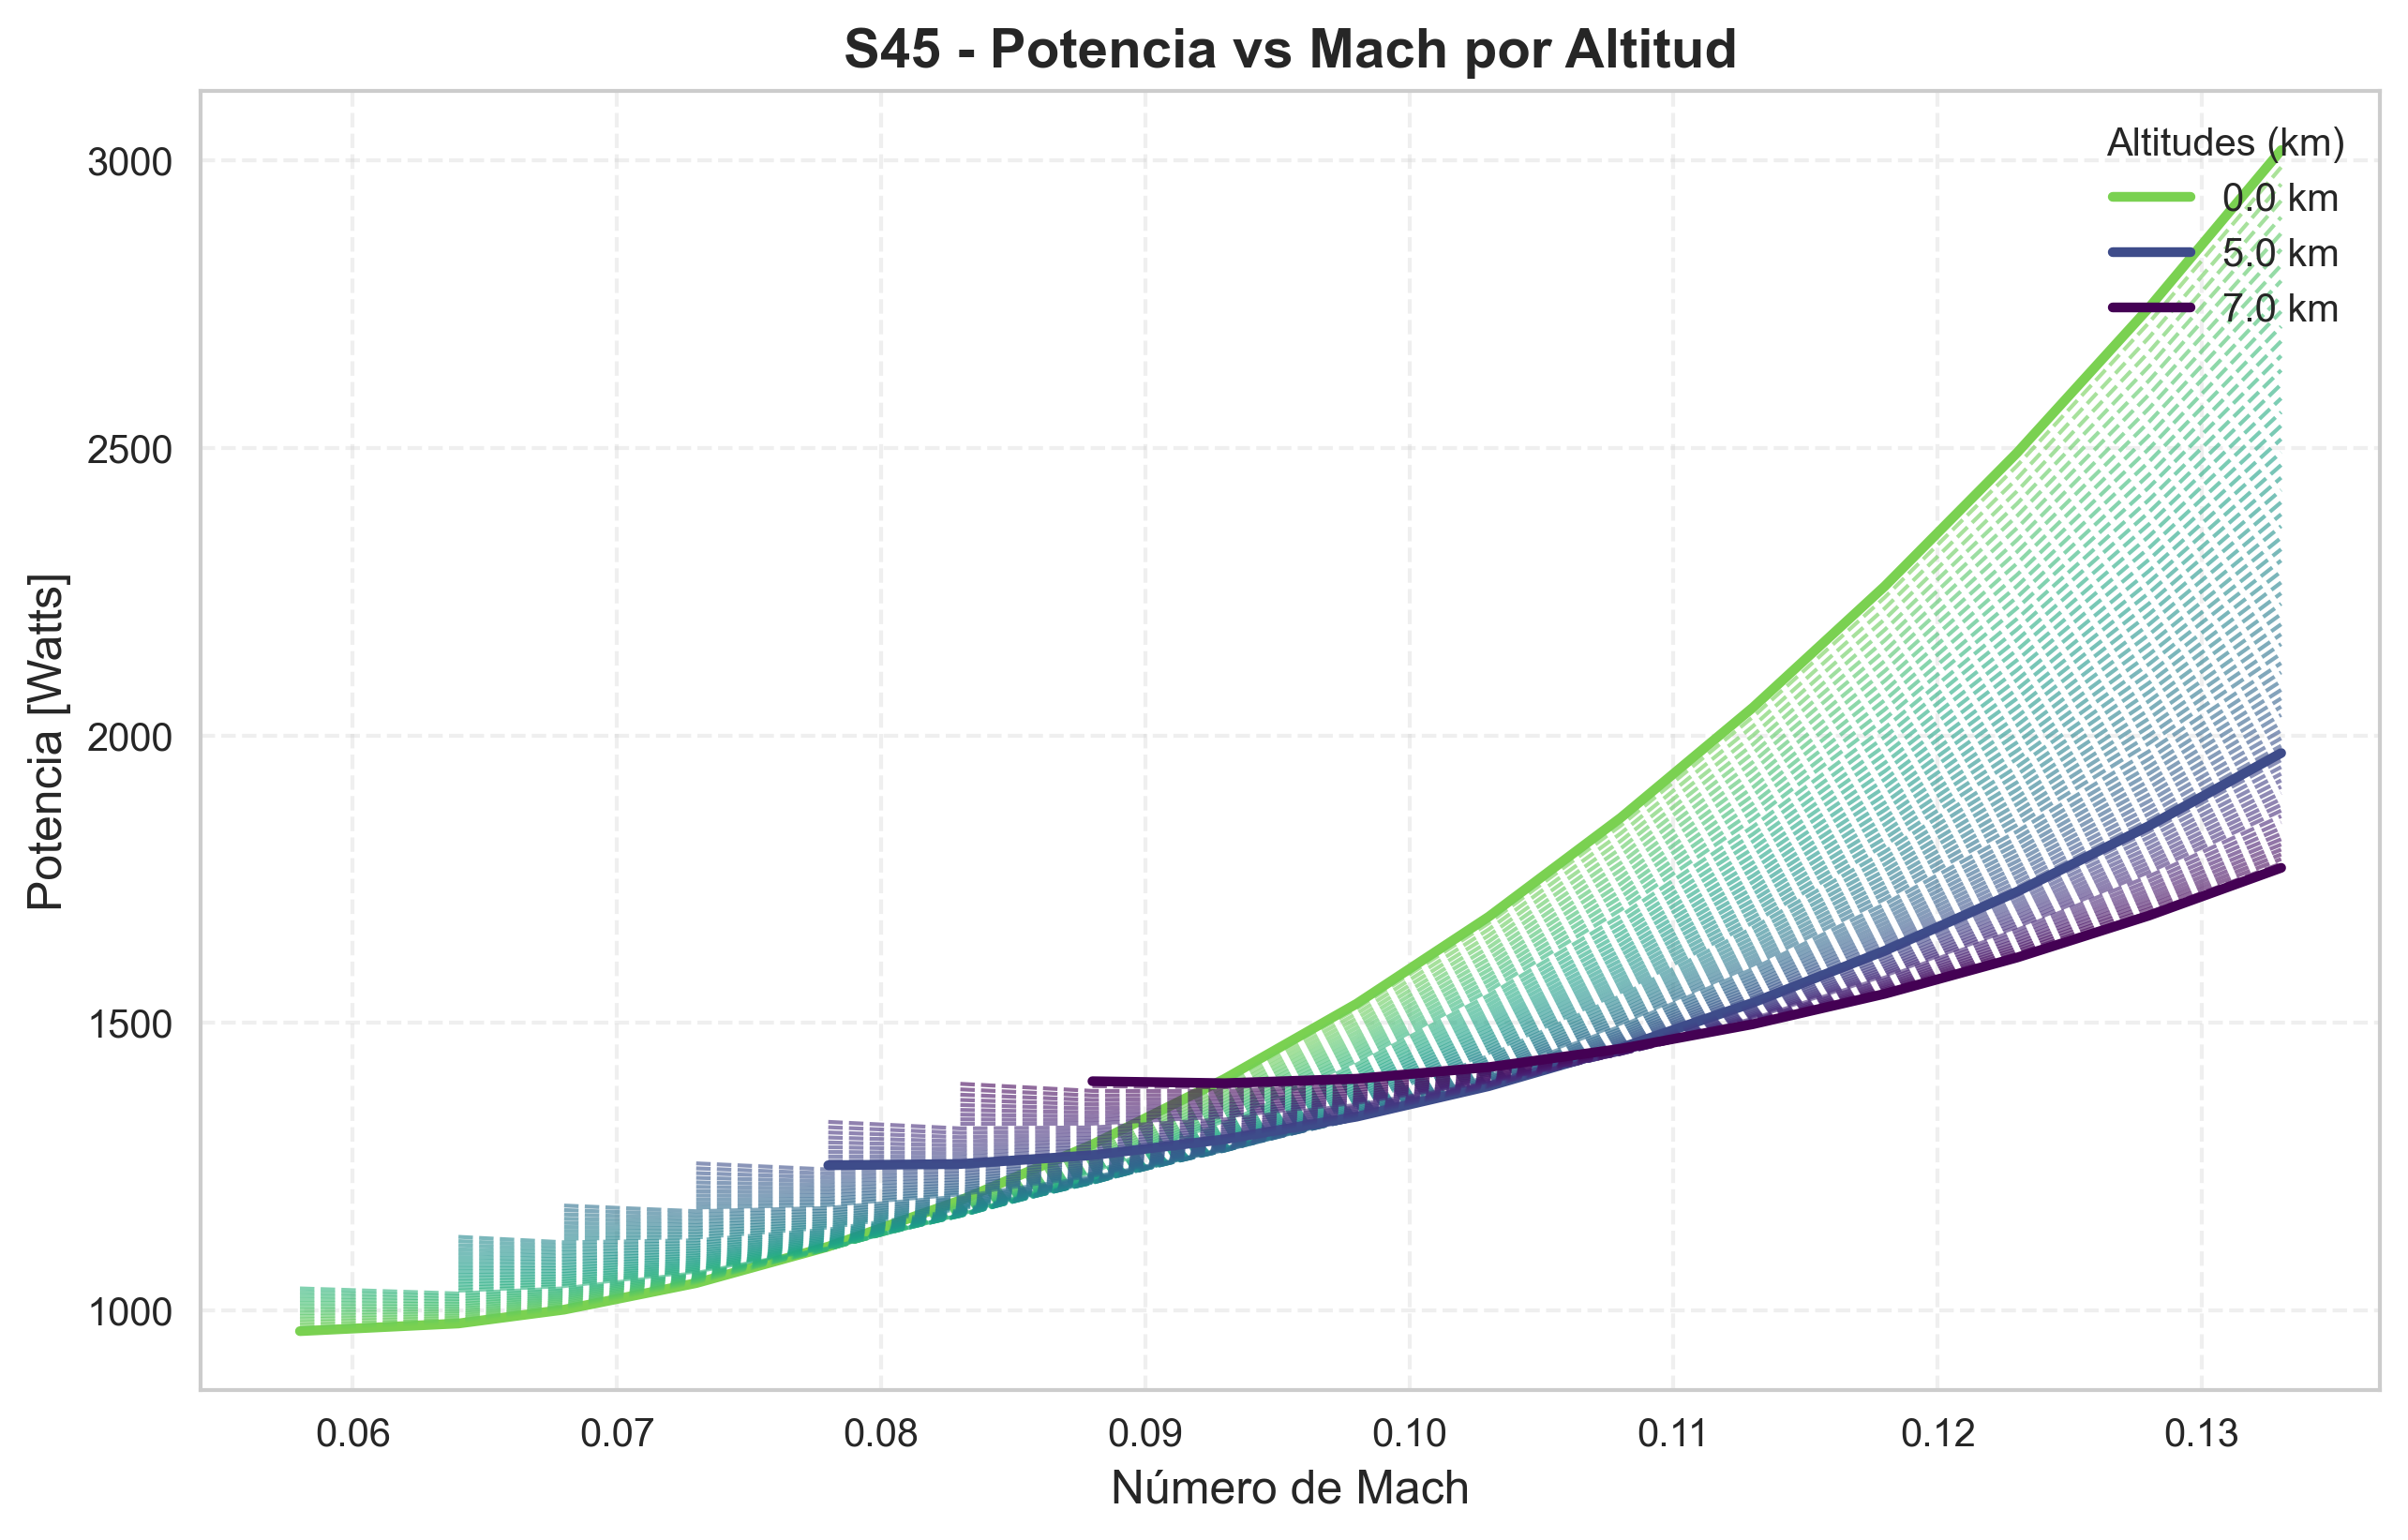 S45 - Potencia vs Mach por Altitud
Altitudes (km)
0.0 km
5.0 km
7.0 km
3000
2500
2000
1500
1000
Potencia [Watts]
0.06
0.07
0.08
0.09
0.10
0.11
0.12
0.13
Número de Mach